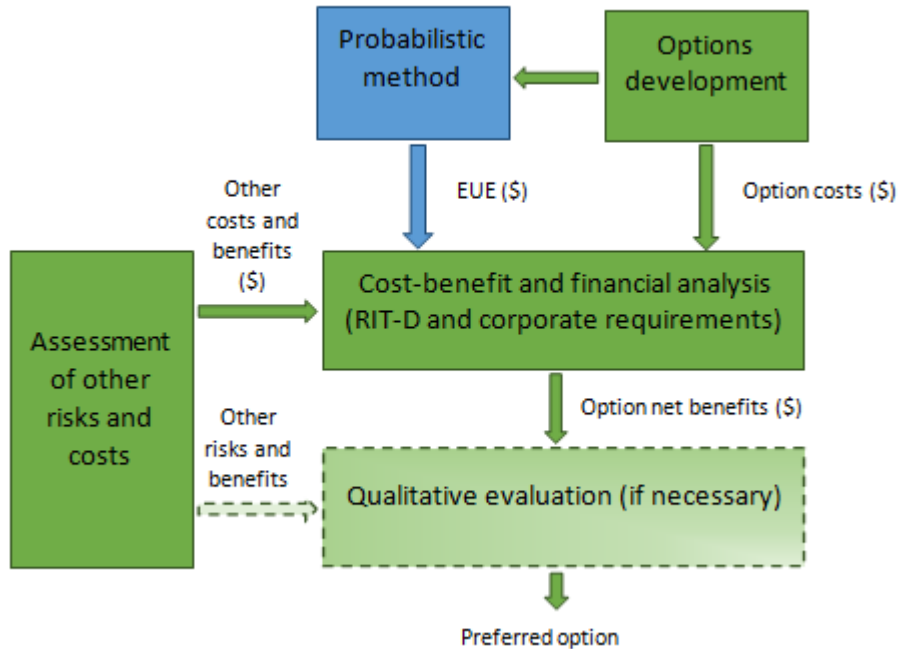 Probabilistic
method
Options
development
EUE ($)
Option costs ($)
Other
costs and
benefits
($)
Cost-benefit and financial analysis
(RIT-D and corporate requirements)
Assessment
of other
risks and
costs
Option net benefits ($)
Other
risks and
benefits
Qualitative evaluation (if necessary)
Preferred option